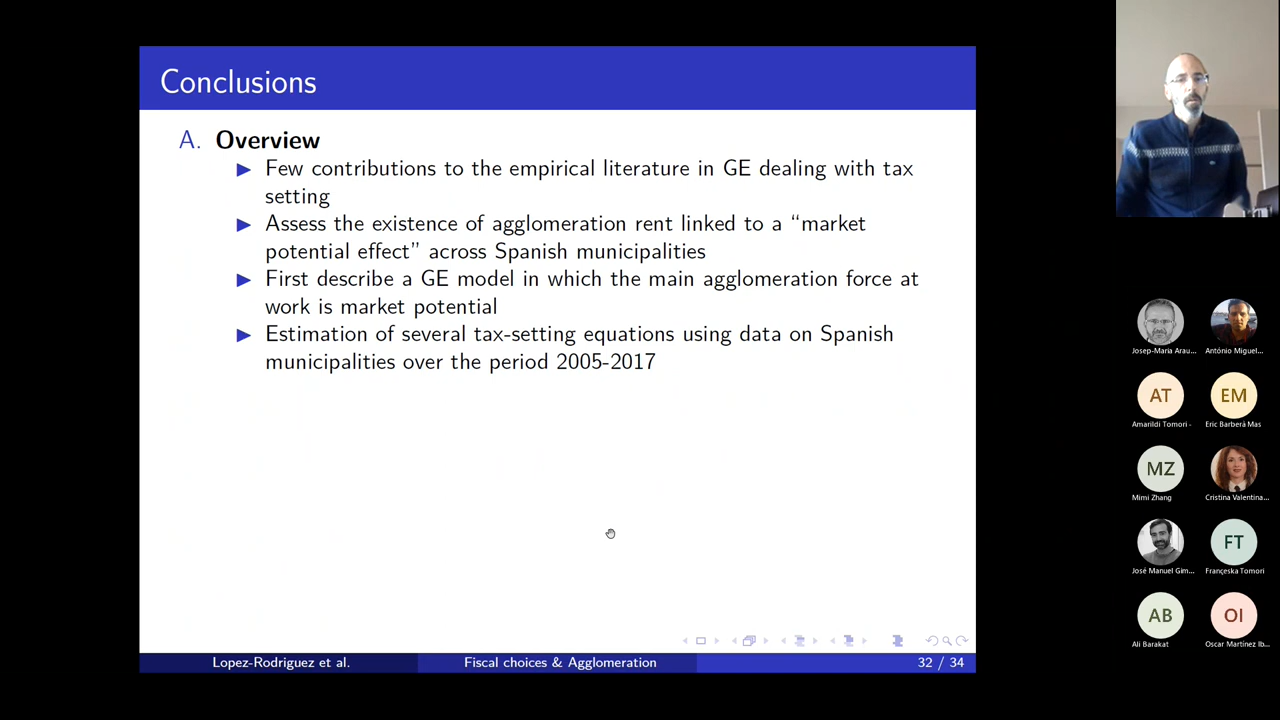 Conclusions
A. Overview
Few contributions to the empirical literature in GE dealing with tax
setting
Assess the existence of agglomeration rent linked to a “market
potential effect” across Spanish municipalities
First describe a GE model in which the main agglomeration force at
work is market potential
Estimation of several tax-setting equations using data on Spanish
municipalities over the period 2005-2017
Lopez-Rodriguez et al.
Fiscal choices & Agglomeration
32 / 34
Josep-Maria Arau...
António Miguel...
AT
EM
Amarildi Tomori -
Eric Barberá Mas
MZ
Mimi Zhang
Cristina Valentina...
FT
José Manuel Gim...
Françeska Tomori
AB
OI
Ali Barakat
Oscar Martínez Ib...